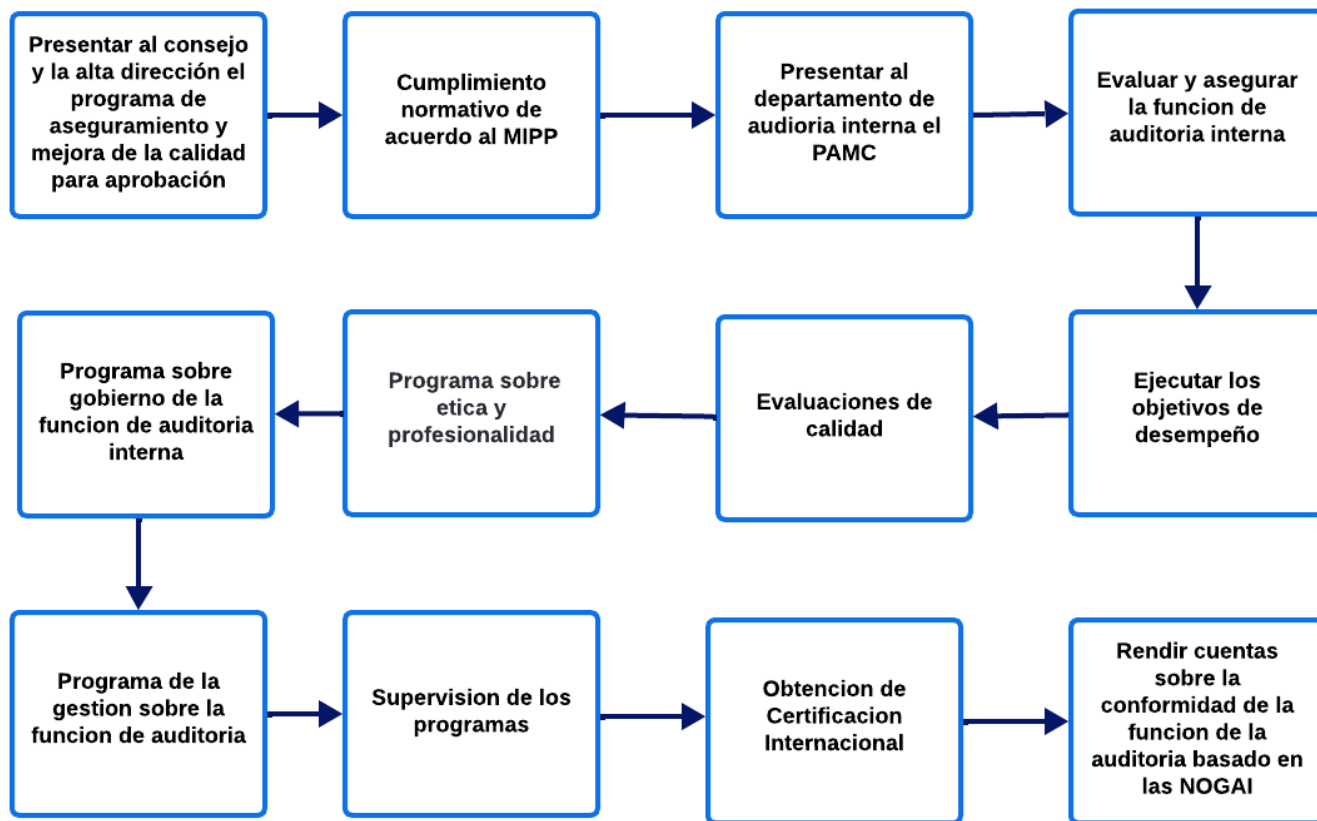 Presentar al consejo
y la alta dirección el
programa de
aseguramiento y
mejora de la calidad
para aprobación
Cumplimiento
normativo de
acuerdo al MIPP
Presentar al
departamento de
audioria interna el
PAMC
Evaluar y asegurar
la funcion de
auditoria interna
Ejecutar los
objetivos de
desempeño
Evaluaciones de
calidad
Programa sobre
etica y
profesionalidad
Programa sobre
gobierno de la
funcion de auditoria
interna
Programa de la
gestion sobre la
funcion de auditoria
Supervision de los
programas
Obtencion de
Certificacion
Internacional
Rendir cuentas
sobre la
conformidad de la
funcion de la
auditoria basado en
las NOGAI